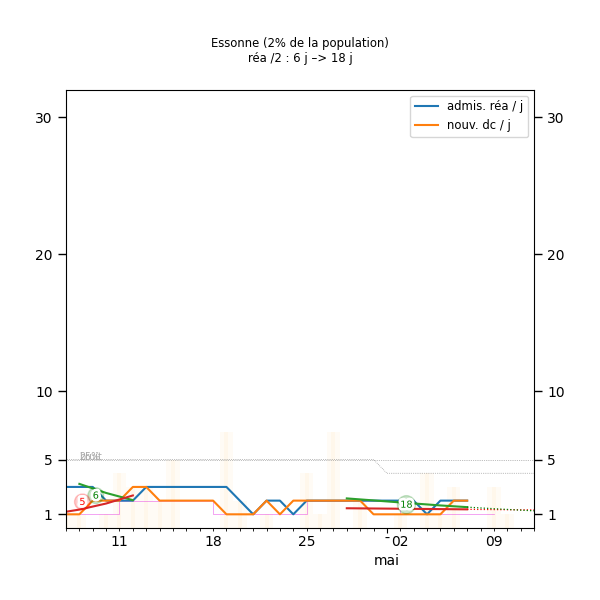 Essonne (2% de la population)
réa /2 : 6 j –> 18 j
admis. réa / j
nouv. dc / j
30 30
20 20
10 10
5 5
1 1
5 6 18
11 18 25 02 09
mai